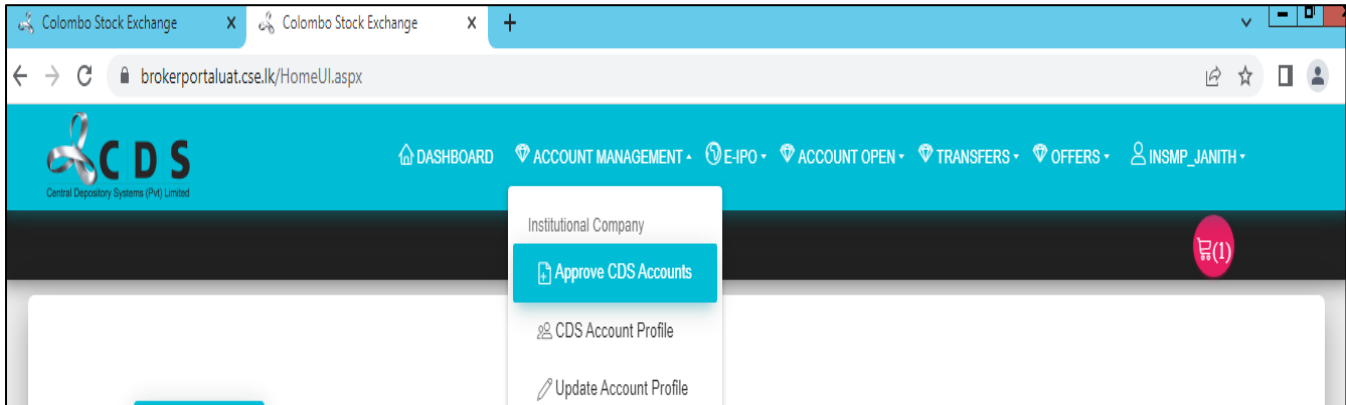 Colombo Stock Exchange
Colombo Stock Exchange
brokerportaluat.cse.lk/HomeUI.aspx
CDS
Central Depository Systems (Pvt) Limited
DASHBOARD
ACCOUNT MANAGEMENT
E-IPO
ACCOUNT OPEN
TRANSFERS
OFFERS
INSMP_JANITH
Institutional Company
Approve CDS Accounts
CDS Account Profile
Update Account Profile
(1)